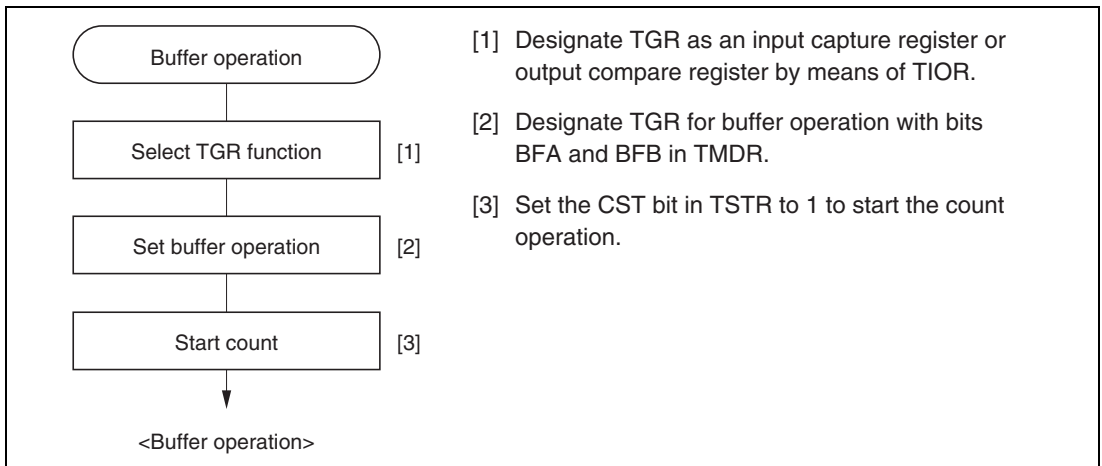 Buffer operation
Select TGR function [1]
Set buffer operation [2]
Start count [3]
<Buffer operation>
[1] Designate TGR as an input capture register or
output compare register by means of TIOR.
[2] Designate TGR for buffer operation with bits
BFA and BFB in TMDR.
[3] Set the CST bit in TSTR to 1 to start the count
operation.